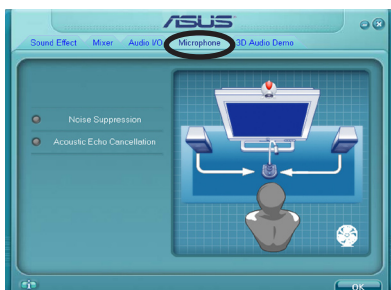 ASUS
Sound Effect Mixer Audio I/O Microphone 3D Audio Demo
Noise Suppression
Acoustic Echo Cancellation
OK